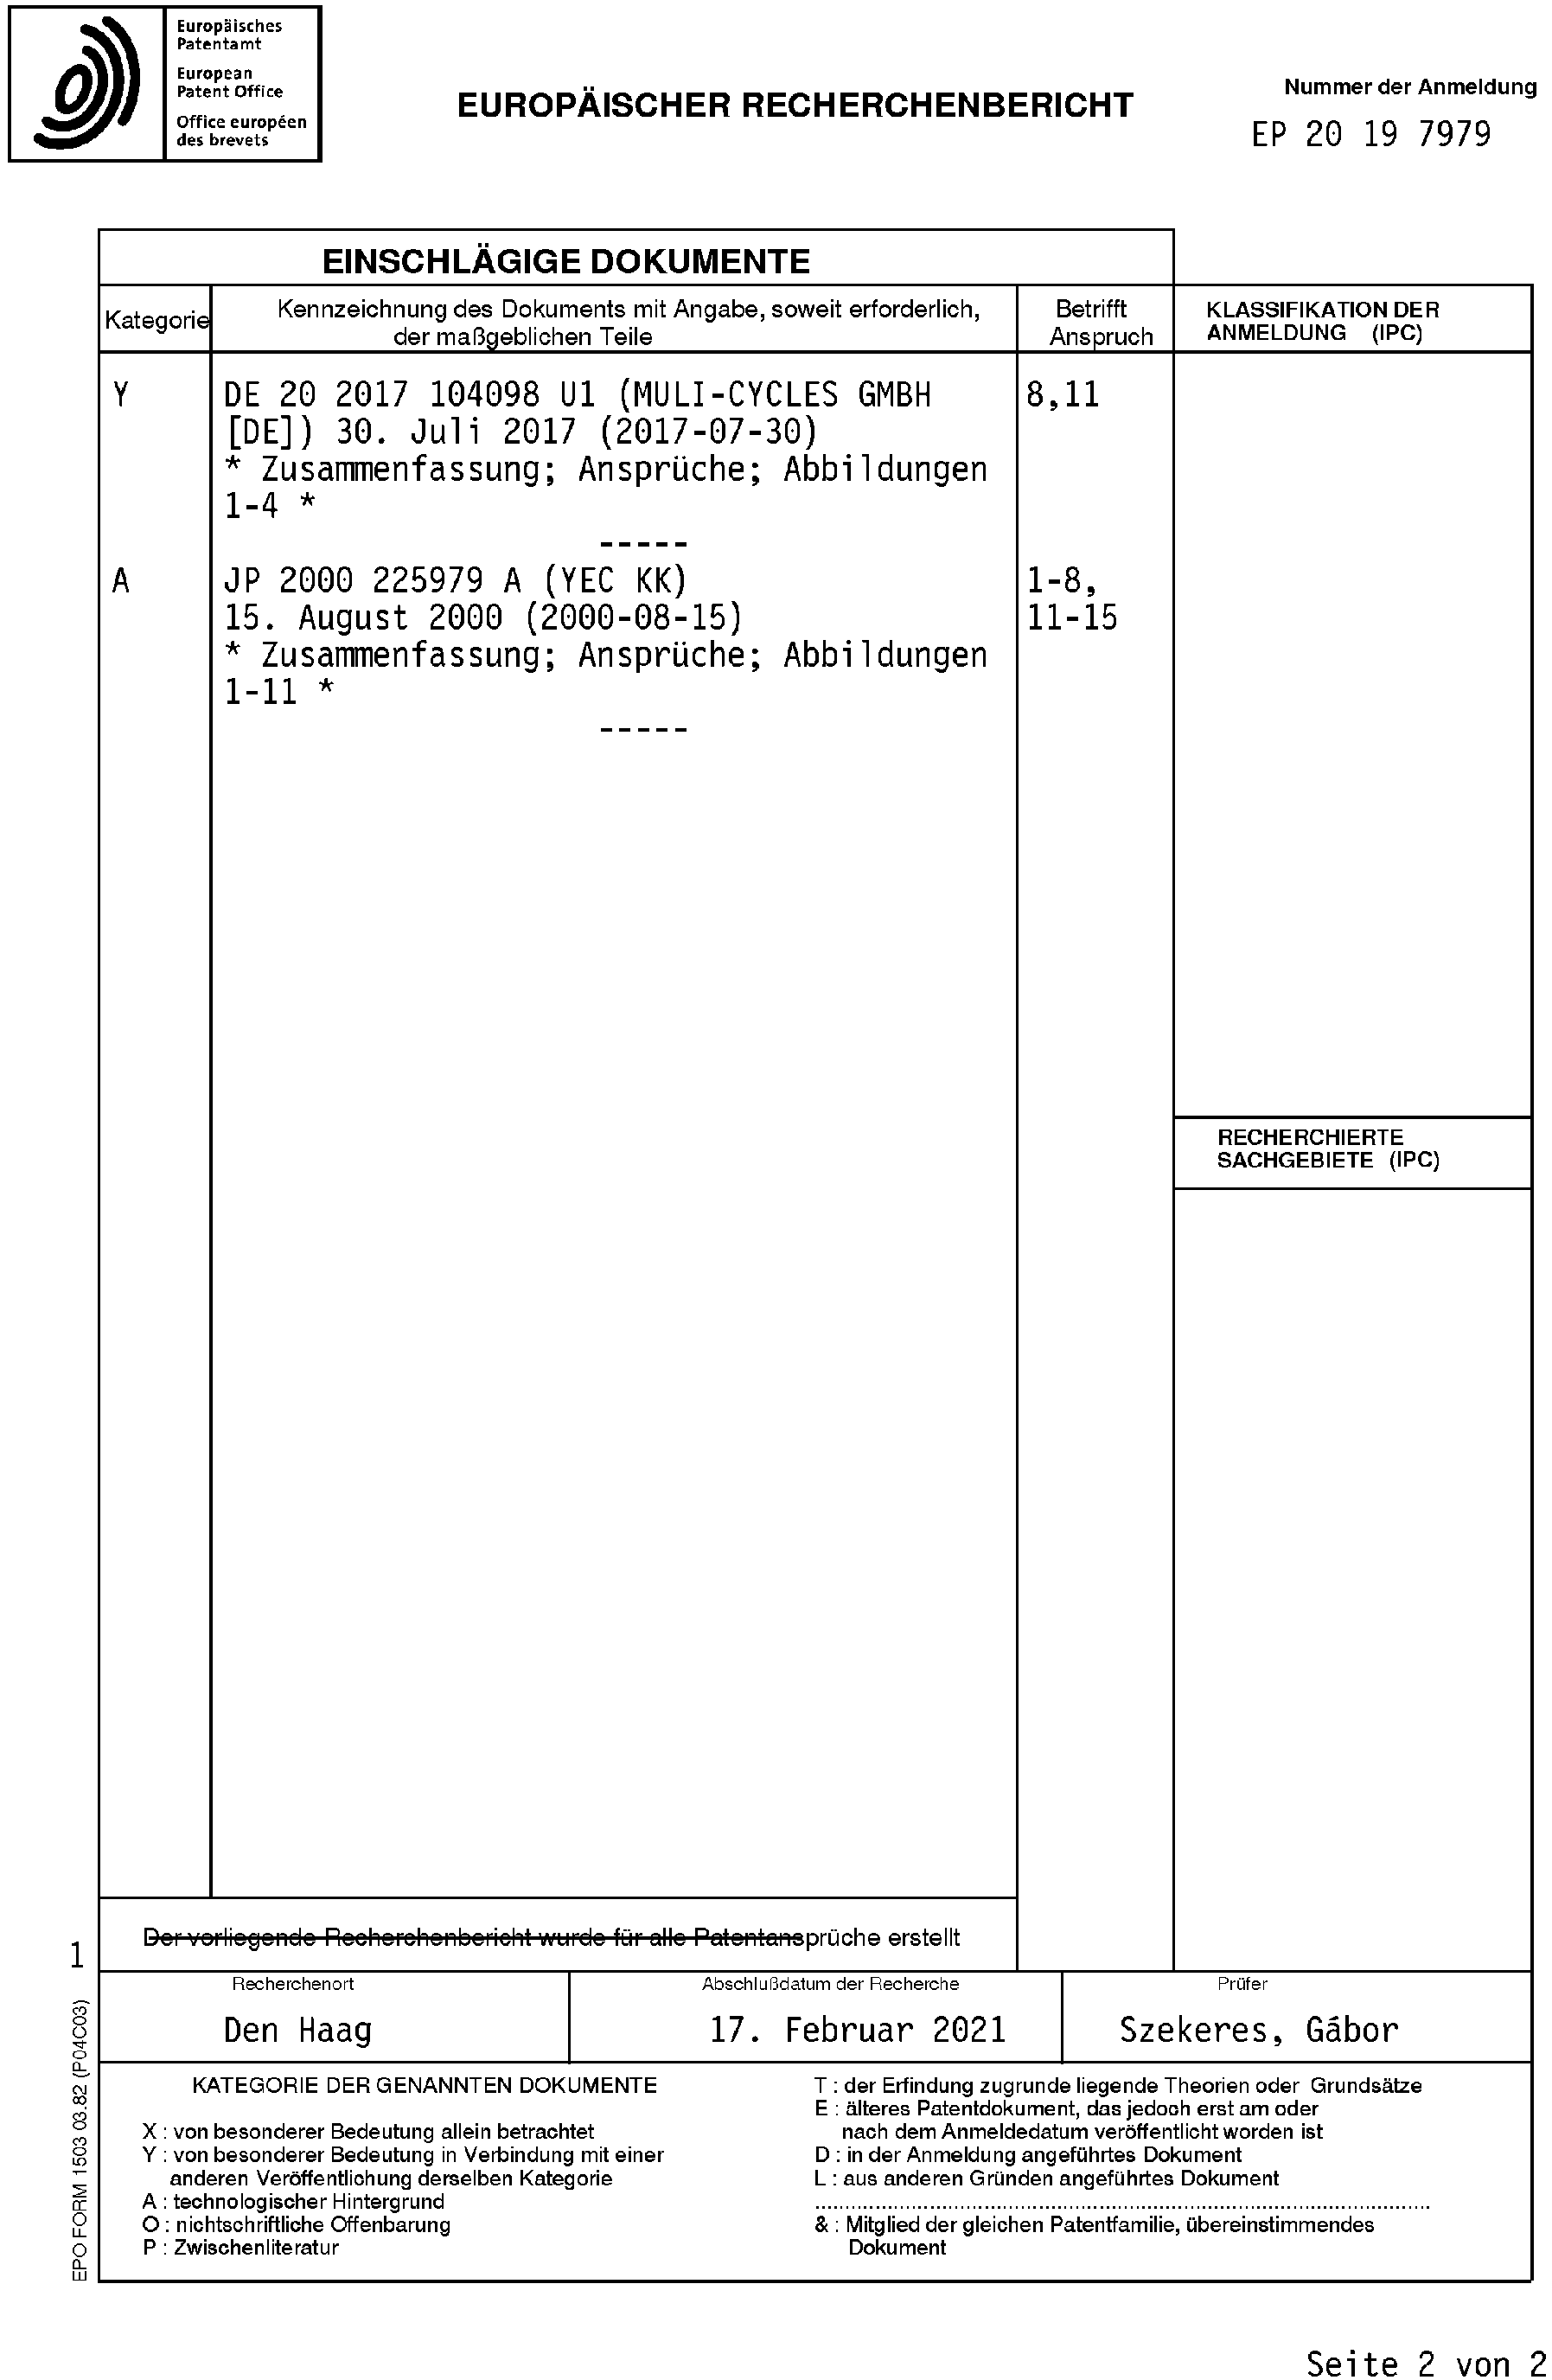 Europäisches
Patentamt
European
Patent Office
Office européen
des brevets
EUROPÄISCHER RECHERCHENBERICHT
Nummer der Anmeldung
EP 20 19 7979
EINSCHLÄGIGE DOKUMENTE
Kategorie
Kennzeichnung des Dokuments mit Angabe, soweit erforderlich,
der maßgeblichen Teile
Betrifft
Anspruch
KLASSIFIKATION DER
ANMELDUNG (IPC)
Y DE 20 2017 104098 U1 (MULI-CYCLES GMBH 8,11
[DE]) 30. Juli 2017 (2017-07-30)
* Zusammenfassung; Ansprüche; Abbildungen
1-4 *
-----
A JP 2000 225979 A (YEC KK) 1-8,
15. August 2000 (2000-08-15) 11-15
* Zusammenfassung; Ansprüche; Abbildungen
1-11 *
-----
RECHERCHIERTE
SACHGEBIETE (IPC)
Der vorliegende Recherchenbericht wurde für alle Patentansprüche erstellt
1
Recherchenort
Abschlußdatum der Recherche
Prüfer
Den Haag
17. Februar 2021
Szekeres, Gábor
KATEGORIE DER GENANNTEN DOKUMENTE
X : von besonderer Bedeutung allein betrachtet
Y : von besonderer Bedeutung in Verbindung mit einer
anderen Veröffentlichung derselben Kategorie
A : technologischer Hintergrund
O : nichtschriftliche Offenbarung
P : Zwischenliteratur
T : der Erfindung zugrunde liegende Theorien oder Grundsätze
E : älteres Patentdokument, das jedoch erst am oder
nach dem Anmeldedatum veröffentlicht worden ist
D : in der Anmeldung angeführtes Dokument
L : aus anderen Gründen angeführtes Dokument
& : Mitglied der gleichen Patentfamilie, übereinstimmendes
Dokument
EPO FORM 1503 03.82 (P04C03)
Seite 2 von 2